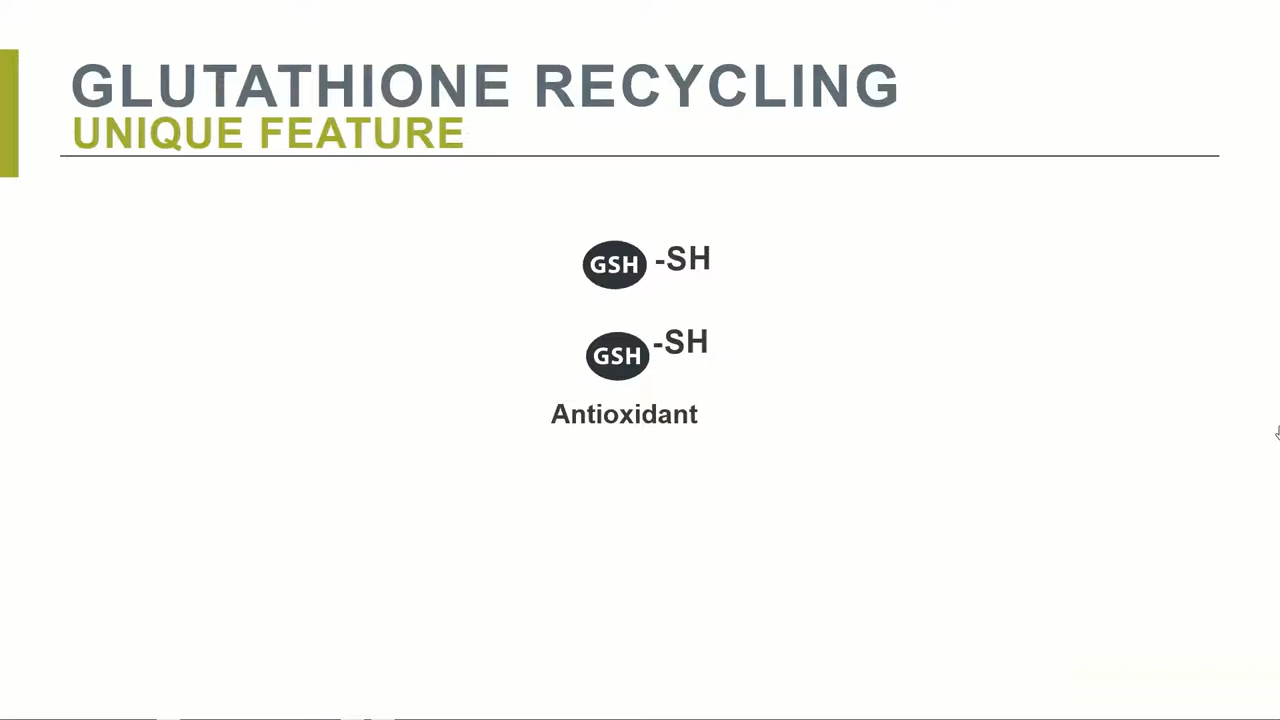 GLUTATHIONE RECYCLING
UNIQUE FEATURE
GSH -SH
GSH -SH
Antioxidant